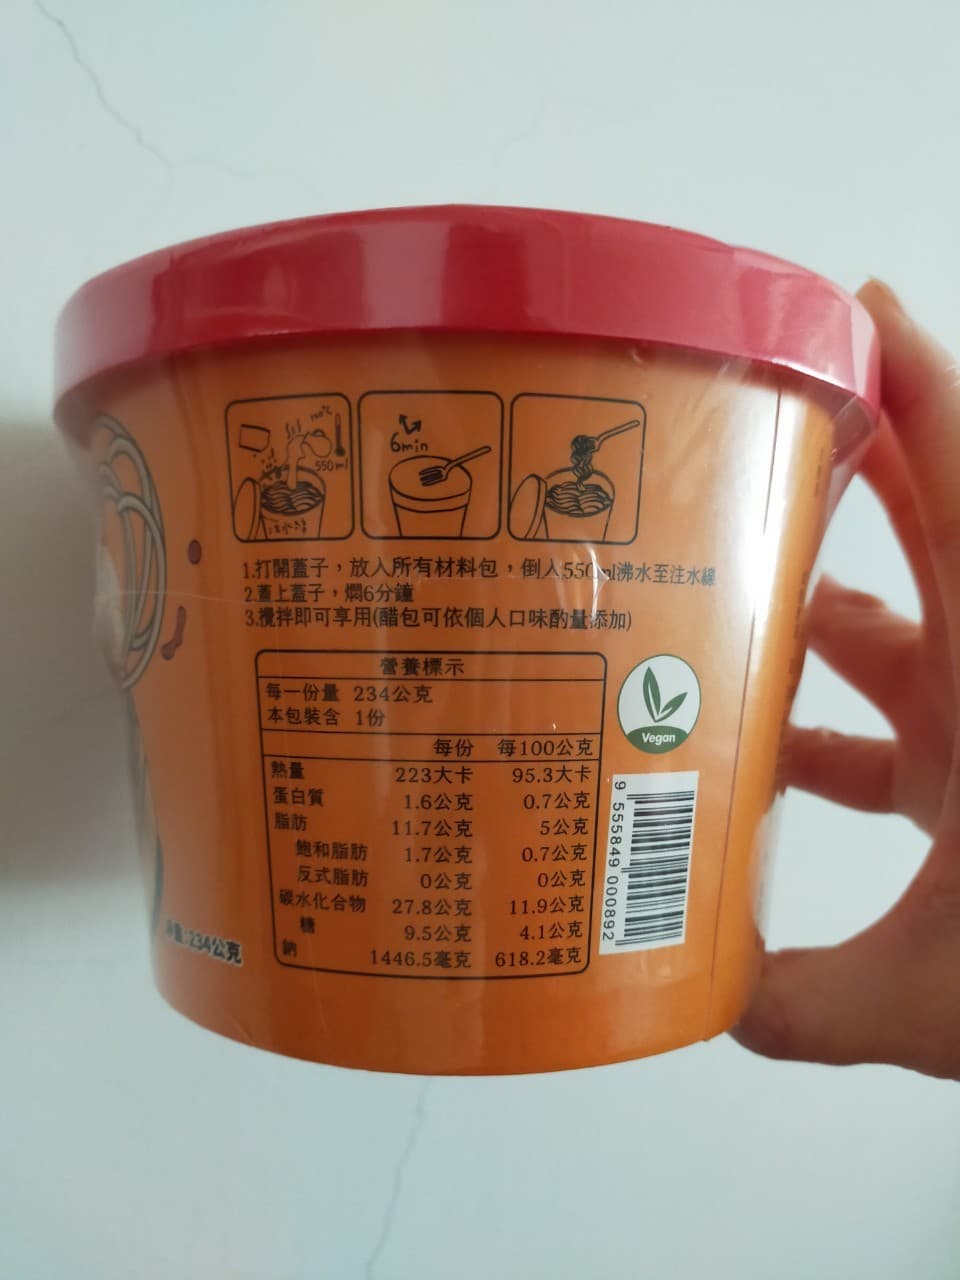 100℃
550ml
注水線
6min
1.打開蓋子，放入所有材料包，倒入550ml沸水至注水線
2.蓋上蓋子，燜6分鐘
3.攪拌即可享用(醋包可依個人口味酌量添加)
營養標示
每一份量 234公克
本包裝含 1份
每份 每100公克
熱量 223大卡 95.3大卡
蛋白質 1.6公克 0.7公克
脂肪 11.7公克 5公克
飽和脂肪 1.7公克 0.7公克
反式脂肪 0公克 0公克
碳水化合物 27.8公克 11.9公克
糖 9.5公克 4.1公克
鈉 1446.5毫克 618.2毫克
Vegan
9 555849 000892
淨重:234公克